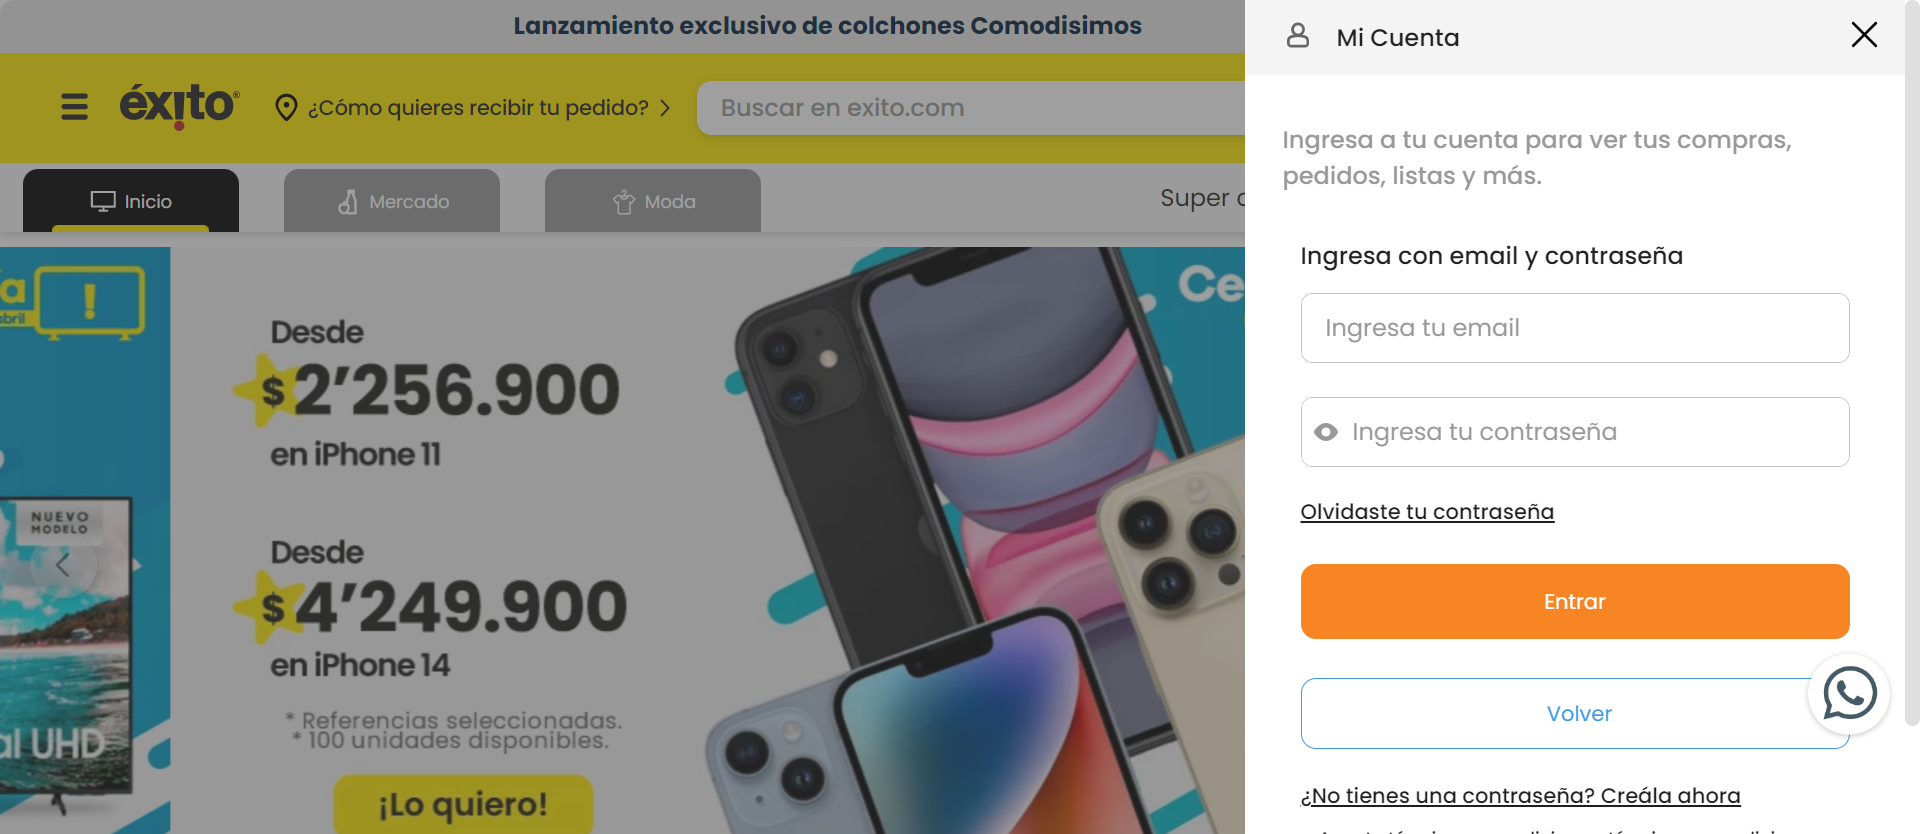 Lanzamiento exclusivo de colchones Comodisimos
éxito
¿Cómo quieres recibir tu pedido?
Buscar en exito.com
Inicio
Mercado
Moda
Super
abril
NUEVO
MODELO
al UHD
Desde
$ 2’256.900
en iPhone 11
Desde
$ 4’249.900
en iPhone 14
* Referencias seleccionadas.
* 100 unidades disponibles.
¡Lo quiero!
Ce
Mi Cuenta
Ingresa a tu cuenta para ver tus compras,
pedidos, listas y más.
Ingresa con email y contraseña
Ingresa tu email
Ingresa tu contraseña
Olvidaste tu contraseña
Entrar
Volver
¿No tienes una contraseña? Creála ahora